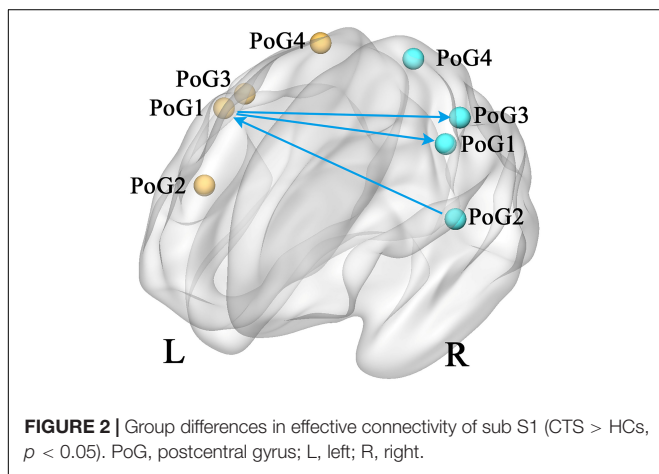 PoG4
PoG4
PoG3
PoG1
PoG3
PoG1
PoG2
PoG2
L
R
FIGURE 2 | Group differences in effective connectivity of sub S1 (CTS > HCs,
p < 0.05). PoG, postcentral gyrus; L, left; R, right.